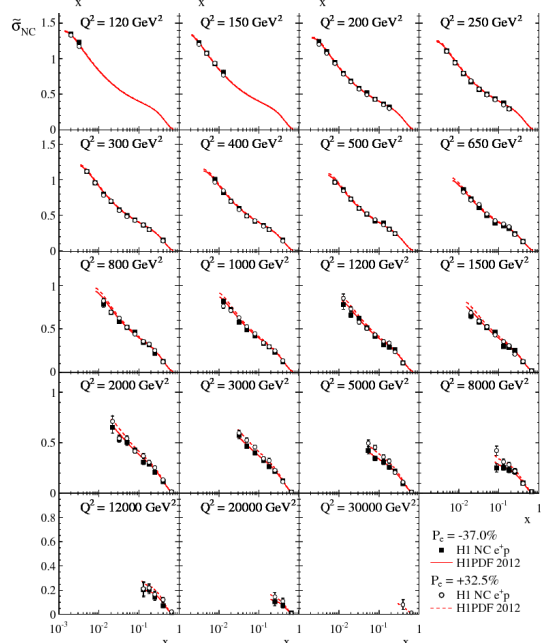 x x x x
σ̃NC
Q² = 120 GeV² Q² = 150 GeV² Q² = 200 GeV² Q² = 250 GeV²
1.5
1
0.5
0
Q² = 300 GeV² Q² = 400 GeV² Q² = 500 GeV² Q² = 650 GeV²
1.5
1
0.5
0
Q² = 800 GeV² Q² = 1000 GeV² Q² = 1200 GeV² Q² = 1500 GeV²
1
0.5
0
Q² = 2000 GeV² Q² = 3000 GeV² Q² = 5000 GeV² Q² = 8000 GeV²
1
0.5
0
10⁻² 10⁻¹ 1
x
Q² = 12000 GeV² Q² = 20000 GeV² Q² = 30000 GeV²
0.8
0.6
0.4
0.2
0
10⁻³ 10⁻² 10⁻¹ 1 10⁻² 10⁻¹ 1 10⁻² 10⁻¹ 1
x x x
Pe = -37.0%
H1 NC e⁺p
H1PDF 2012
Pe = +32.5%
H1 NC e⁺p
H1PDF 2012